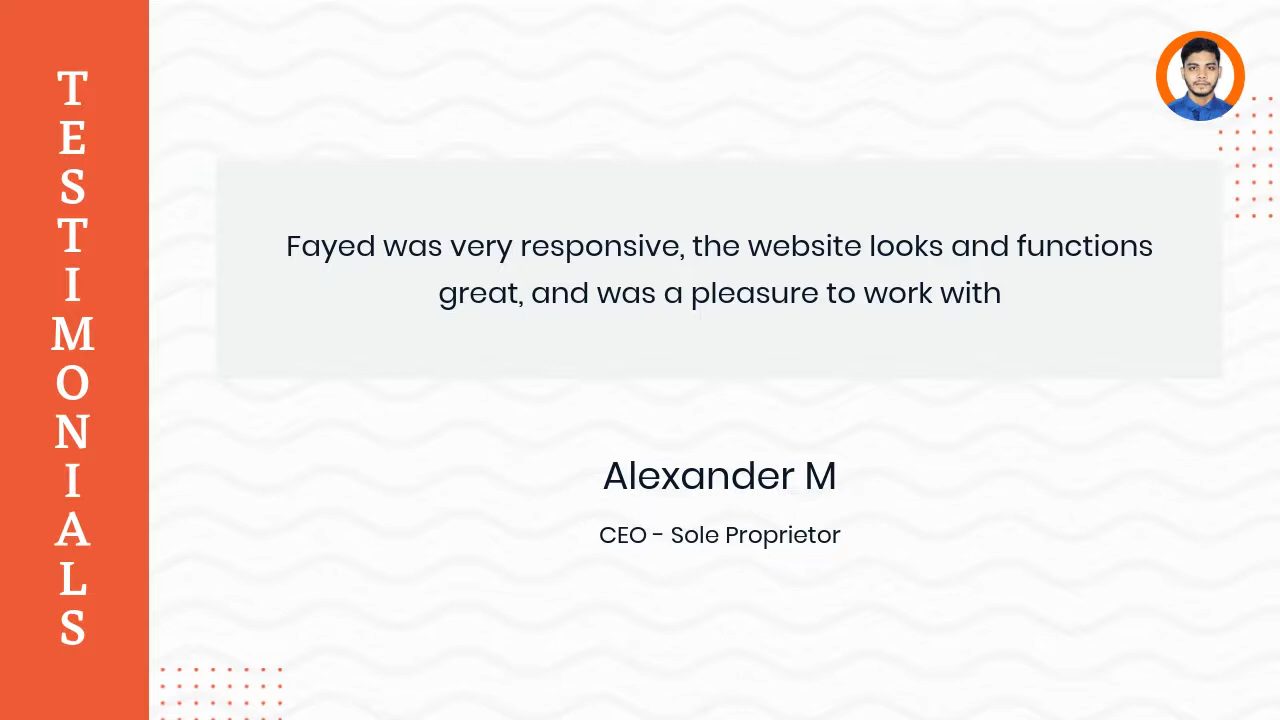 TESTIMONIALS
Fayed was very responsive, the website looks and functions
great, and was a pleasure to work with
Alexander M
CEO - Sole Proprietor